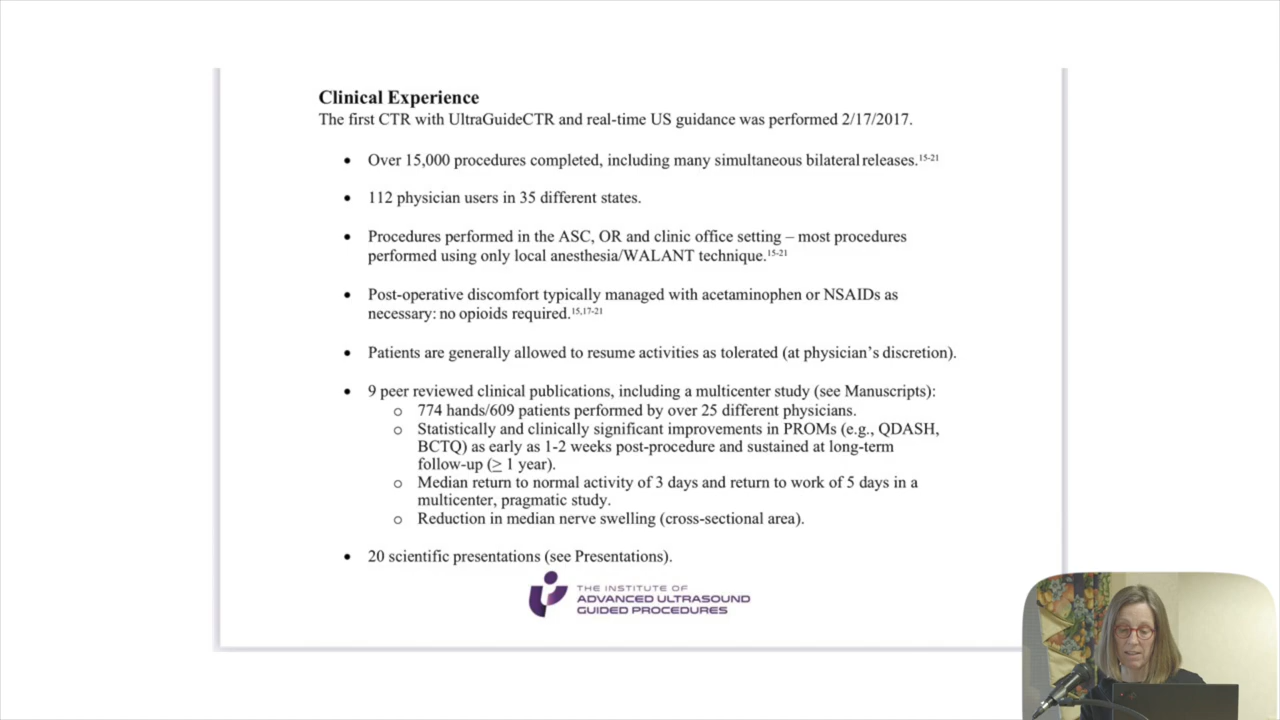 Clinical Experience
The first CTR with UltraGuideCTR and real-time US guidance was performed 2/17/2017.
• Over 15,000 procedures completed, including many simultaneous bilateral releases.15-21
• 112 physician users in 35 different states.
• Procedures performed in the ASC, OR and clinic office setting – most procedures
performed using only local anesthesia/WALANT technique.15-21
• Post-operative discomfort typically managed with acetaminophen or NSAIDs as
necessary: no opioids required.15,17-21
• Patients are generally allowed to resume activities as tolerated (at physician’s discretion).
• 9 peer reviewed clinical publications, including a multicenter study (see Manuscripts):
o 774 hands/609 patients performed by over 25 different physicians.
o Statistically and clinically significant improvements in PROMs (e.g., QDASH,
BCTQ) as early as 1-2 weeks post-procedure and sustained at long-term
follow-up (≥ 1 year).
o Median return to normal activity of 3 days and return to work of 5 days in a
multicenter, pragmatic study.
o Reduction in median nerve swelling (cross-sectional area).
• 20 scientific presentations (see Presentations).
THE INSTITUTE OF
ADVANCED ULTRASOUND
GUIDED PROCEDURES